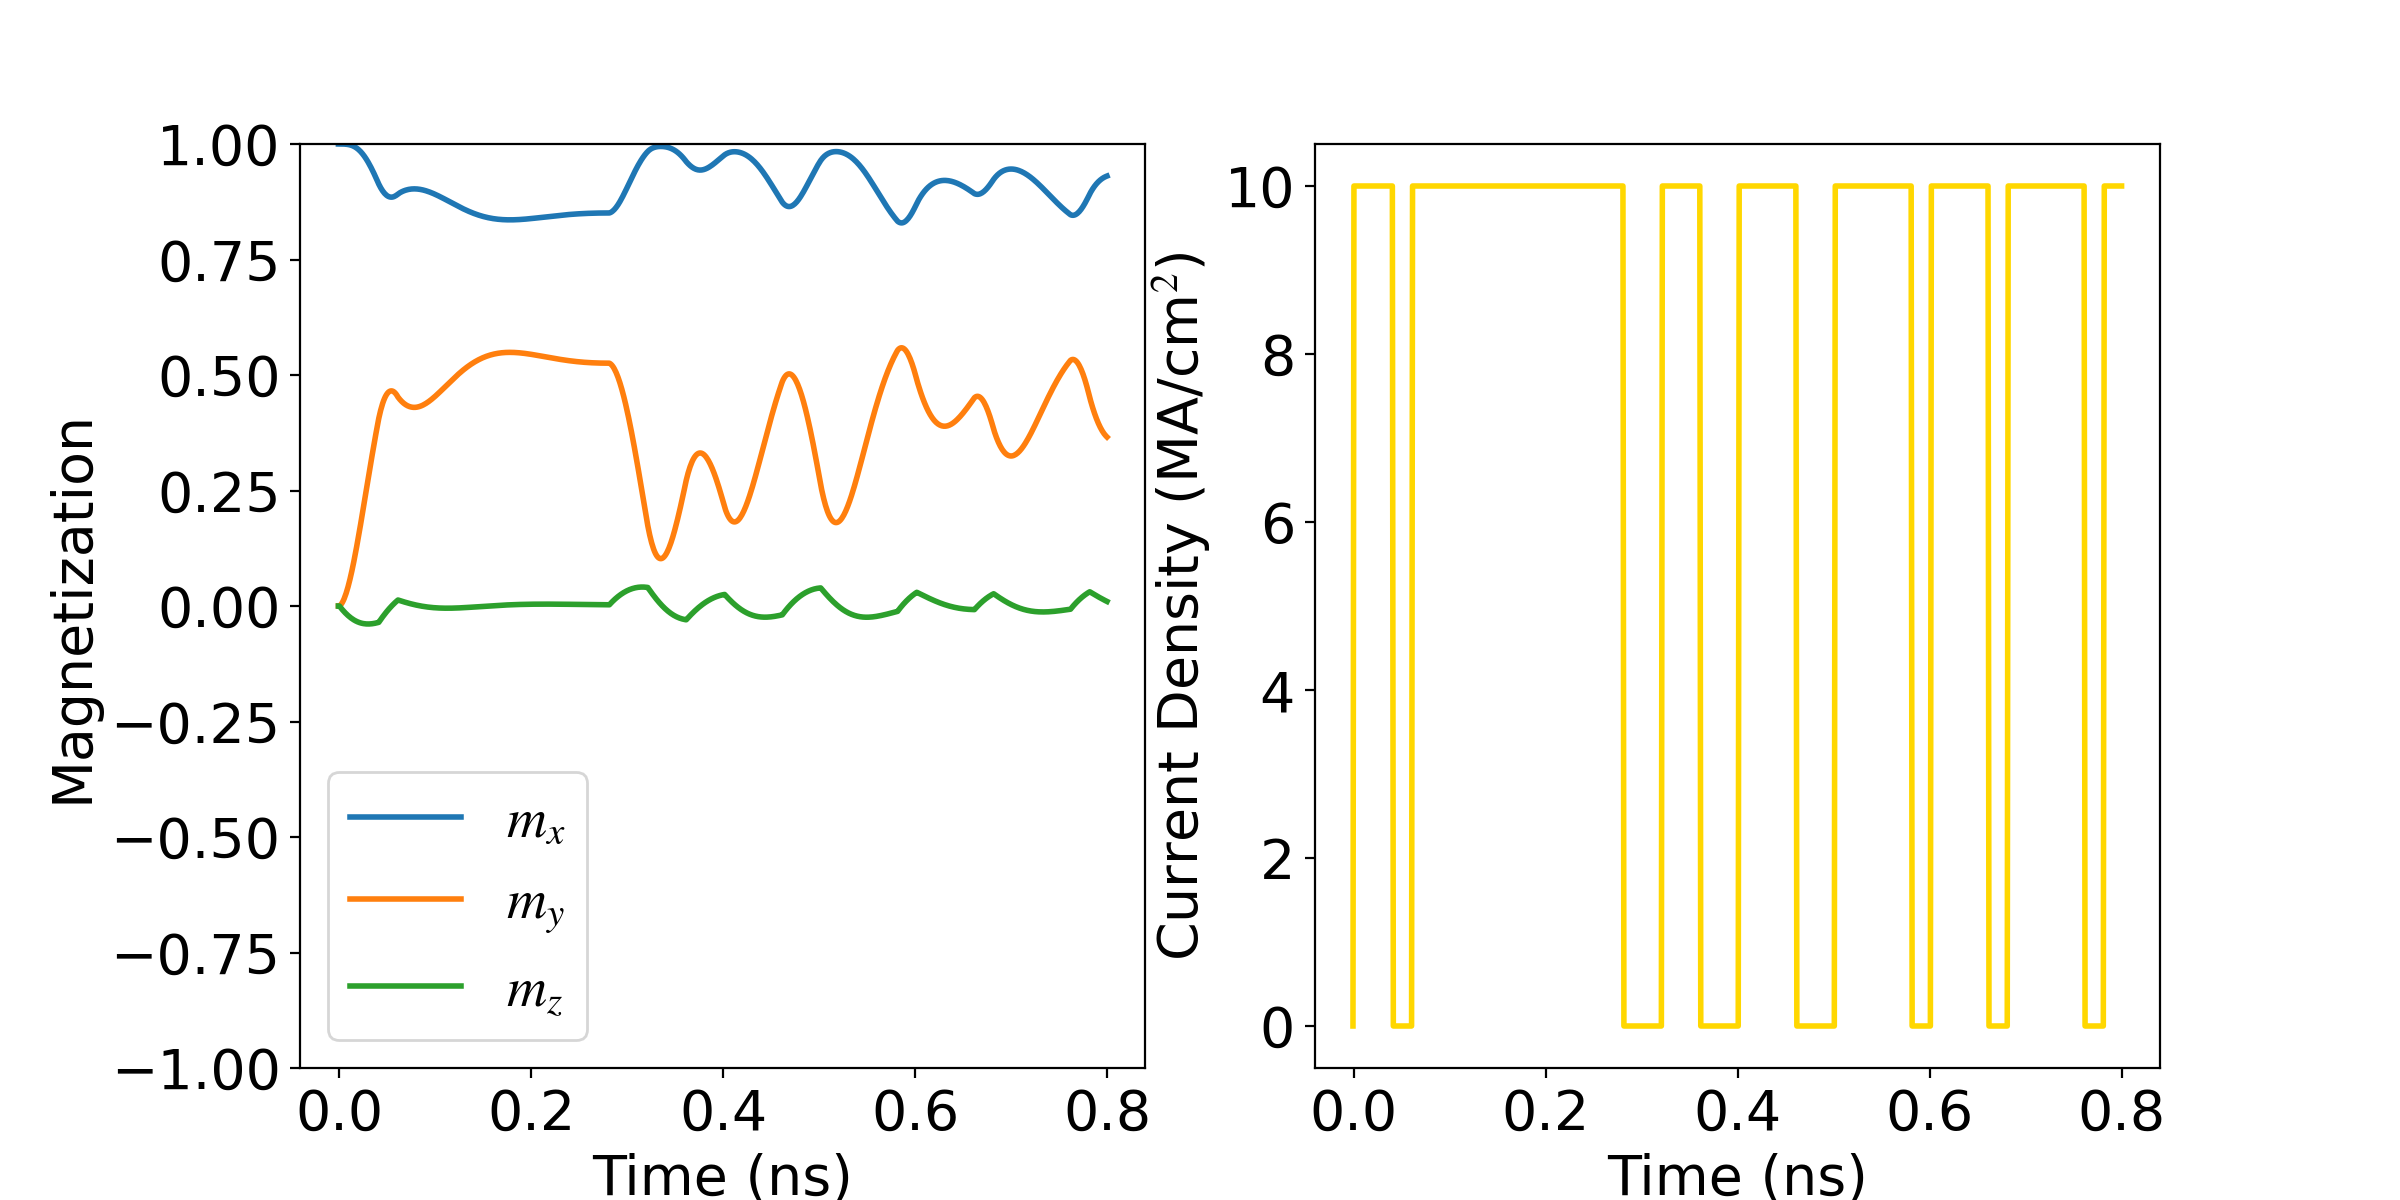 1.00
0.75
0.50
0.25
0.00
−0.25
−0.50
−0.75
−1.00
Magnetization
m_x
m_y
m_z
0.0 0.2 0.4 0.6 0.8
Time (ns)
10
8
6
4
2
0
Current Density (MA/cm²)
0.0 0.2 0.4 0.6 0.8
Time (ns)